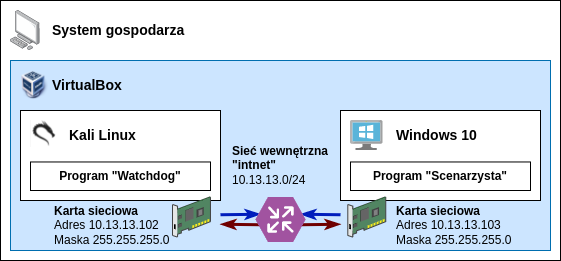 System gospodarza
VirtualBox
Kali Linux
Program "Watchdog"
Sieć wewnętrzna
"intnet"
10.13.13.0/24
Windows 10
Program "Scenarzysta"
Karta sieciowa
Adres 10.13.13.102
Maska 255.255.255.0
Karta sieciowa
Adres 10.13.13.103
Maska 255.255.255.0